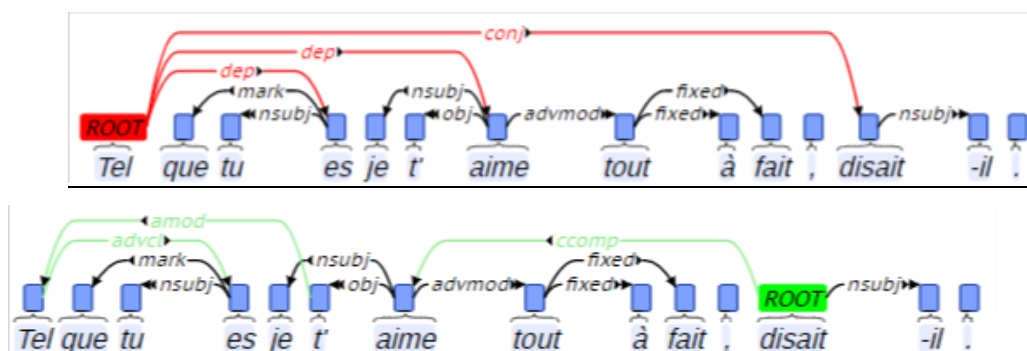 conj
dep
dep mark nsubj fixed
nsubj obj advmod fixed nsubj
ROOT
Tel que tu es je t' aime tout à fait , disait -il .
amod
advcl ccomp
mark nsubj fixed
nsubj obj advmod fixed ROOT nsubj
Tel que tu es je t' aime tout à fait , disait -il .